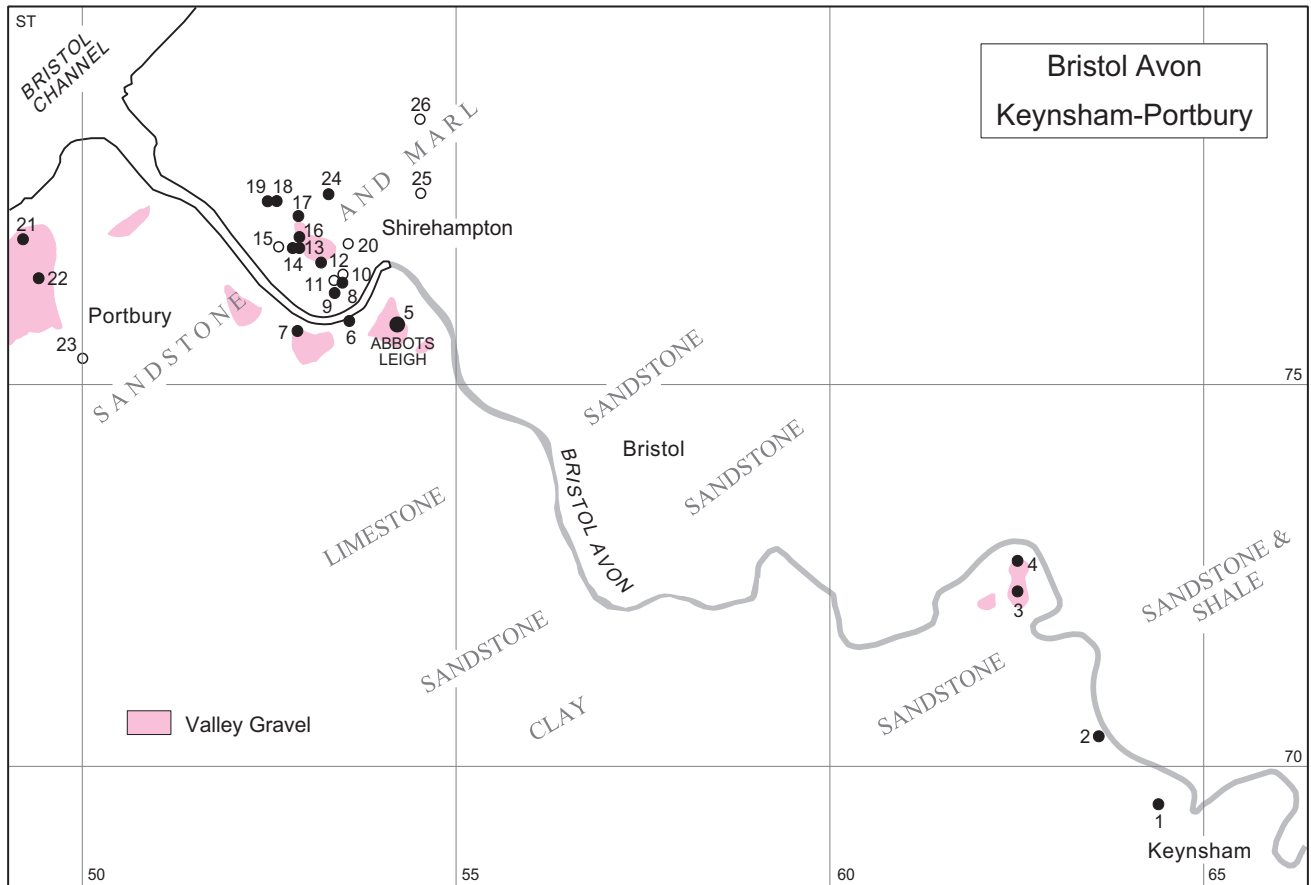 ST
BRISTOL
CHANNEL
Bristol Avon
Keynsham-Portbury
26
AND MARL
25
24
19
18
17
Shirehampton
21
16
15
20
14
13
12
22
11
10
9
8
Portbury
5
7
6
ABBOTS
LEIGH
23
SANDSTONE
75
SANDSTONE
Bristol
SANDSTONE
BRISTOL AVON
LIMESTONE
4
SANDSTONE &
SHALE
3
SANDSTONE
SANDSTONE
CLAY
Valley Gravel
2
70
1
Keynsham
50
55
60
65